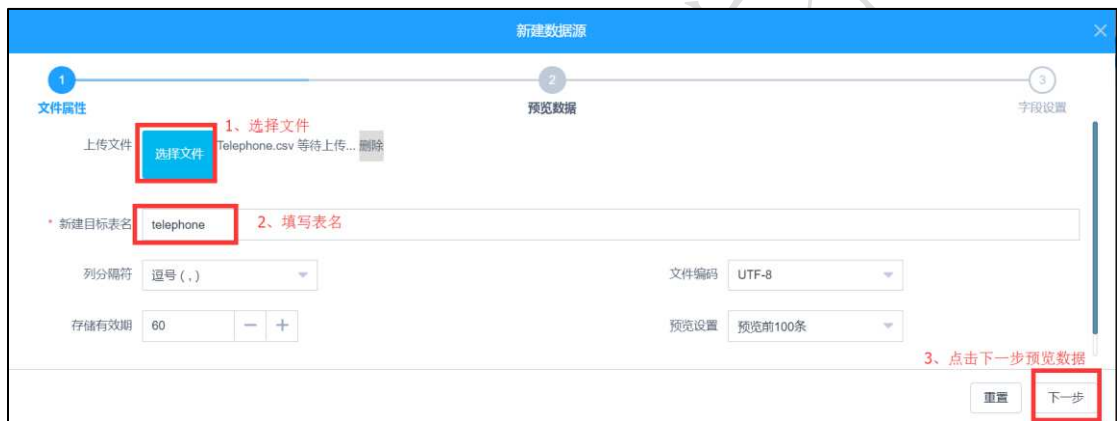 新建数据源
1 2 3
文件属性 预览数据 字段设置
1、选择文件
上传文件 选择文件 Telephone.csv 等待上传... 删除
* 新建目标表名 telephone 2、填写表名
列分隔符 逗号 ( , ) 文件编码 UTF-8
存储有效期 60 预览设置 预览前100条
3、点击下一步预览数据
重置 下一步